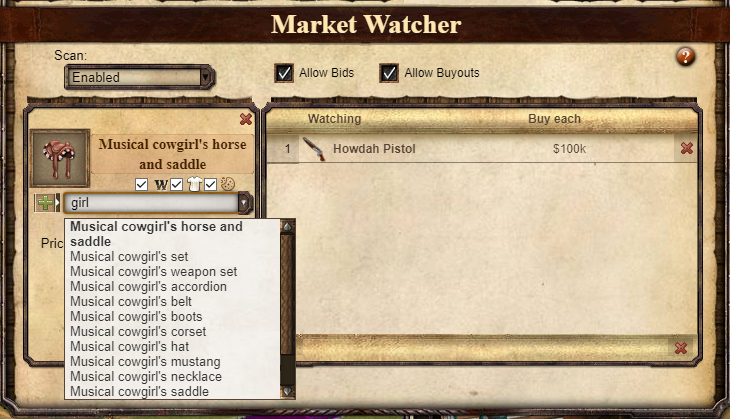 Market Watcher
Scan:
Enabled
Allow Bids
Allow Buyouts
?
Musical cowgirl's horse
and saddle
W
girl
Pric
Musical cowgirl's horse and
saddle
Musical cowgirl's set
Musical cowgirl's weapon set
Musical cowgirl's accordion
Musical cowgirl's belt
Musical cowgirl's boots
Musical cowgirl's corset
Musical cowgirl's hat
Musical cowgirl's mustang
Musical cowgirl's necklace
Musical cowgirl's saddle
Watching Buy each
1 Howdah Pistol $100k